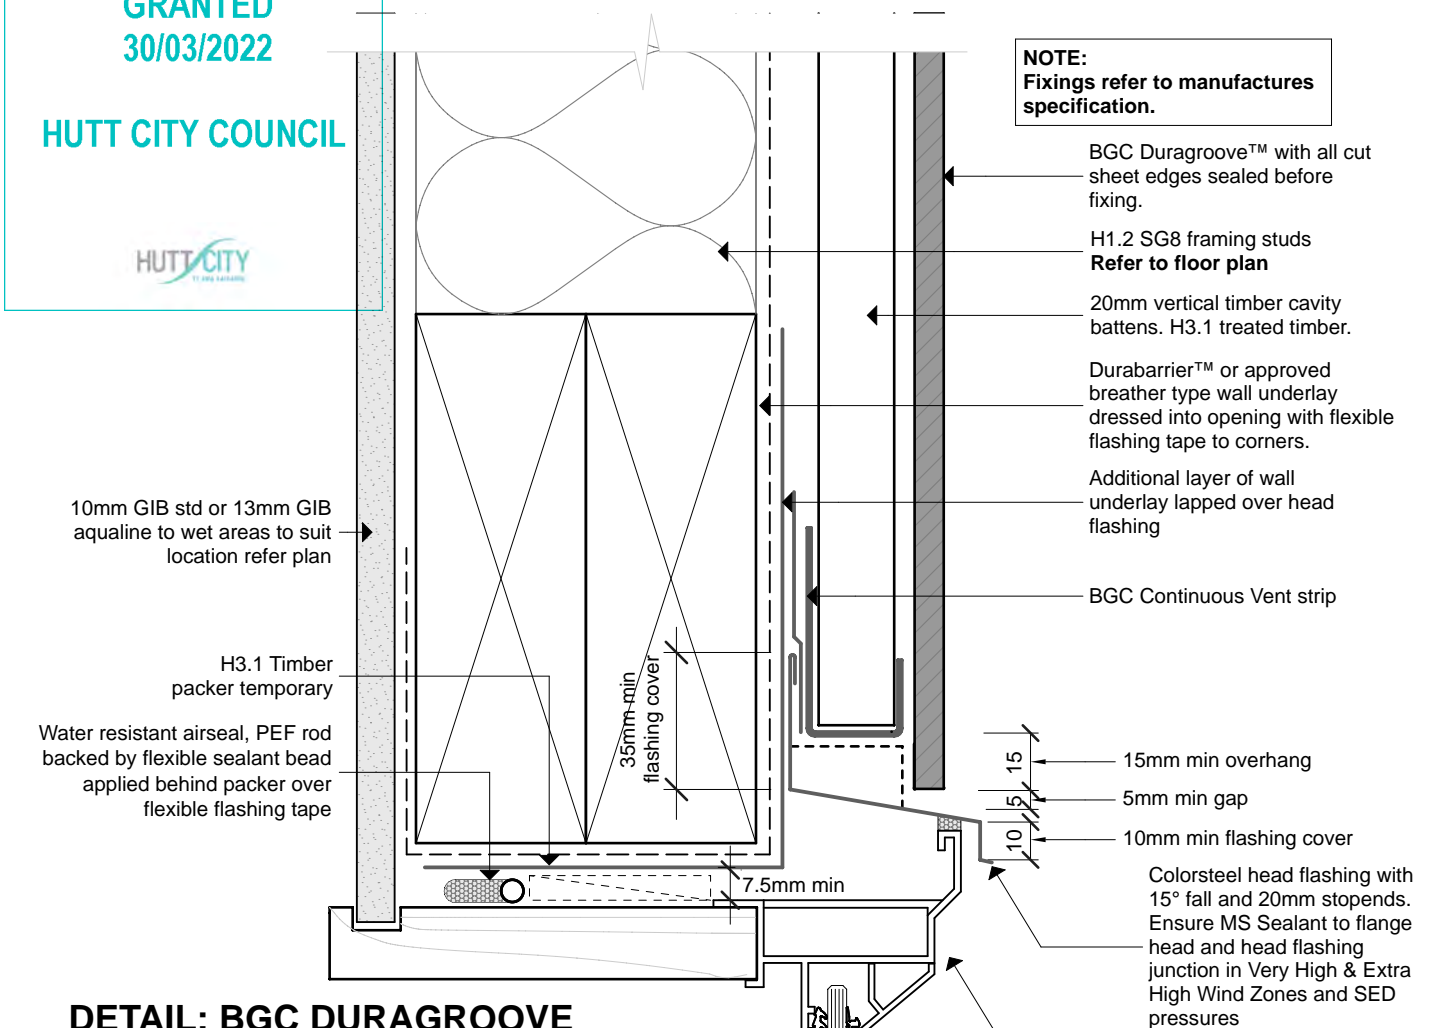 GRANTED
30/03/2022
HUTT CITY COUNCIL
HUTT CITY
NOTE:
Fixings refer to manufactures
specification.
BGC Duragroove™ with all cut
sheet edges sealed before
fixing.
H1.2 SG8 framing studs
Refer to floor plan
20mm vertical timber cavity
battens. H3.1 treated timber.
Durabarrier™ or approved
breather type wall underlay
dressed into opening with flexible
flashing tape to corners.
Additional layer of wall
underlay lapped over head
flashing
BGC Continuous Vent strip
10mm GIB std or 13mm GIB
aqualine to wet areas to suit
location refer plan
H3.1 Timber
packer temporary
Water resistant airseal, PEF rod
backed by flexible sealant bead
applied behind packer over
flexible flashing tape
35mm min
flashing cover
7.5mm min
15
5
10
15mm min overhang
5mm min gap
10mm min flashing cover
Colorsteel head flashing with
15° fall and 20mm stopends.
Ensure MS Sealant to flange
head and head flashing
junction in Very High & Extra
High Wind Zones and SED
pressures
DETAIL: BGC DURAGROOVE